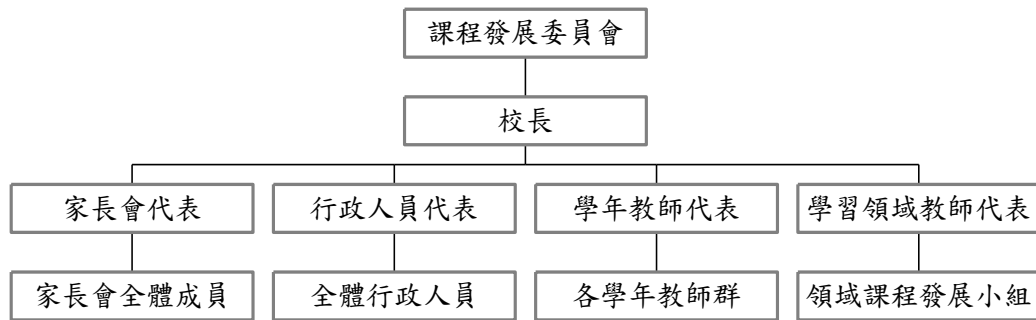 課程發展委員會
校長
家長會代表
行政人員代表
學年教師代表
學習領域教師代表
家長會全體成員
全體行政人員
各學年教師群
領域課程發展小組